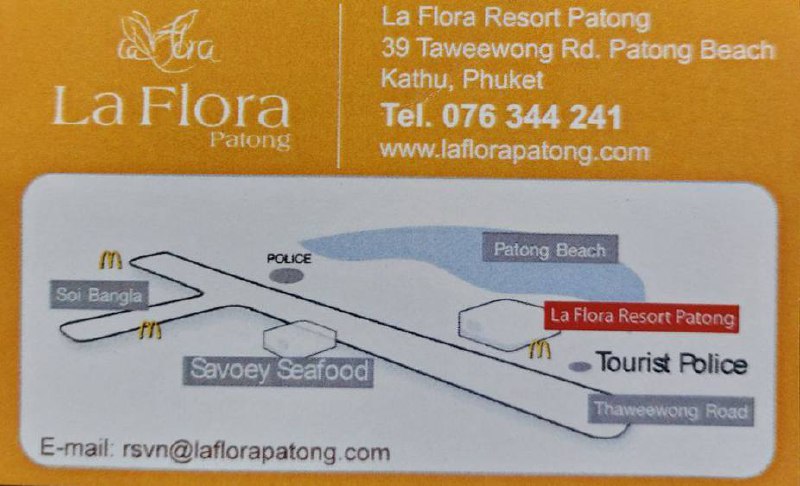 La Flora
La Flora
Patong
La Flora Resort Patong
39 Taweewong Rd. Patong Beach
Kathu, Phuket
Tel. 076 344 241
www.laflorapatong.com
Patong Beach
POLICE
Soi Bangla
La Flora Resort Patong
Savoey Seafood
Tourist Police
Thaweewong Road
E-mail: rsvn@laflorapatong.com